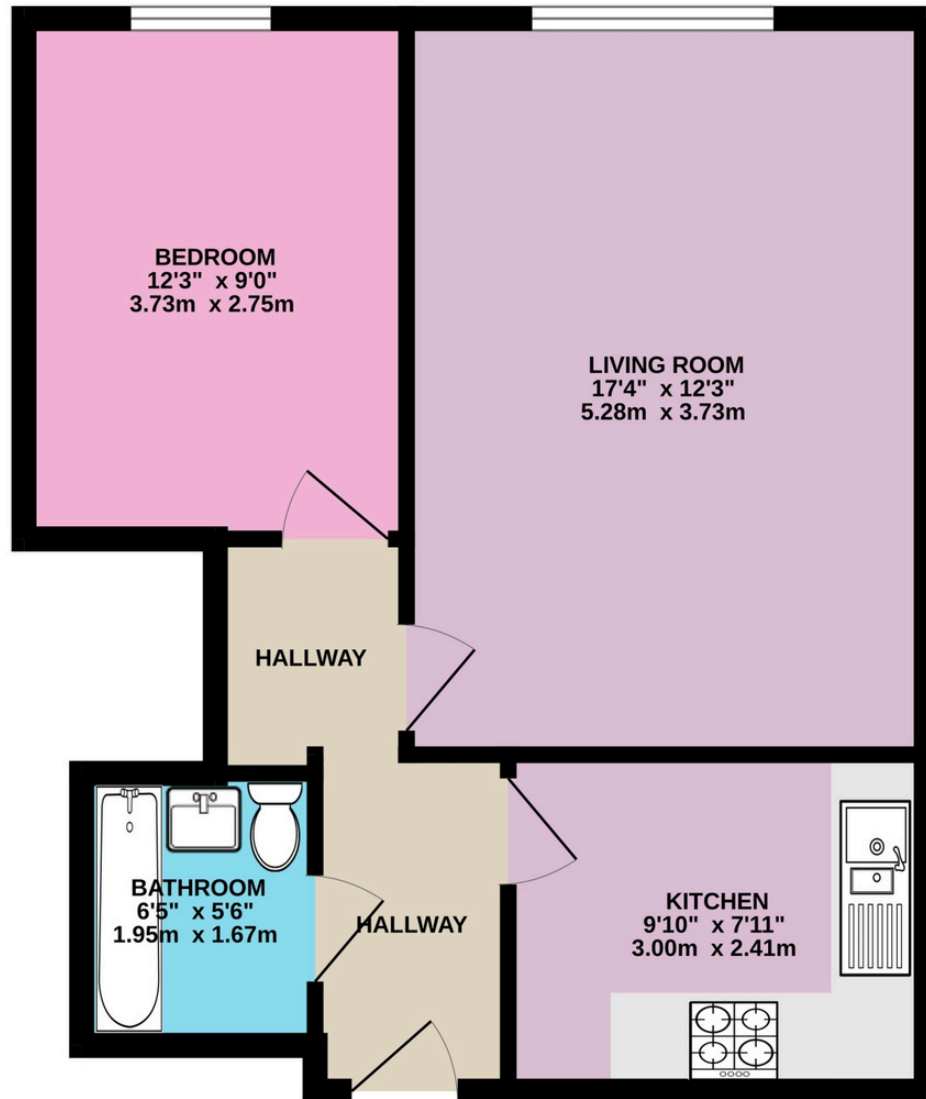 BEDROOM
12'3" x 9'0"
3.73m x 2.75m
LIVING ROOM
17'4" x 12'3"
5.28m x 3.73m
HALLWAY
BATHROOM
6'5" x 5'6"
1.95m x 1.67m
HALLWAY
KITCHEN
9'10" x 7'11"
3.00m x 2.41m